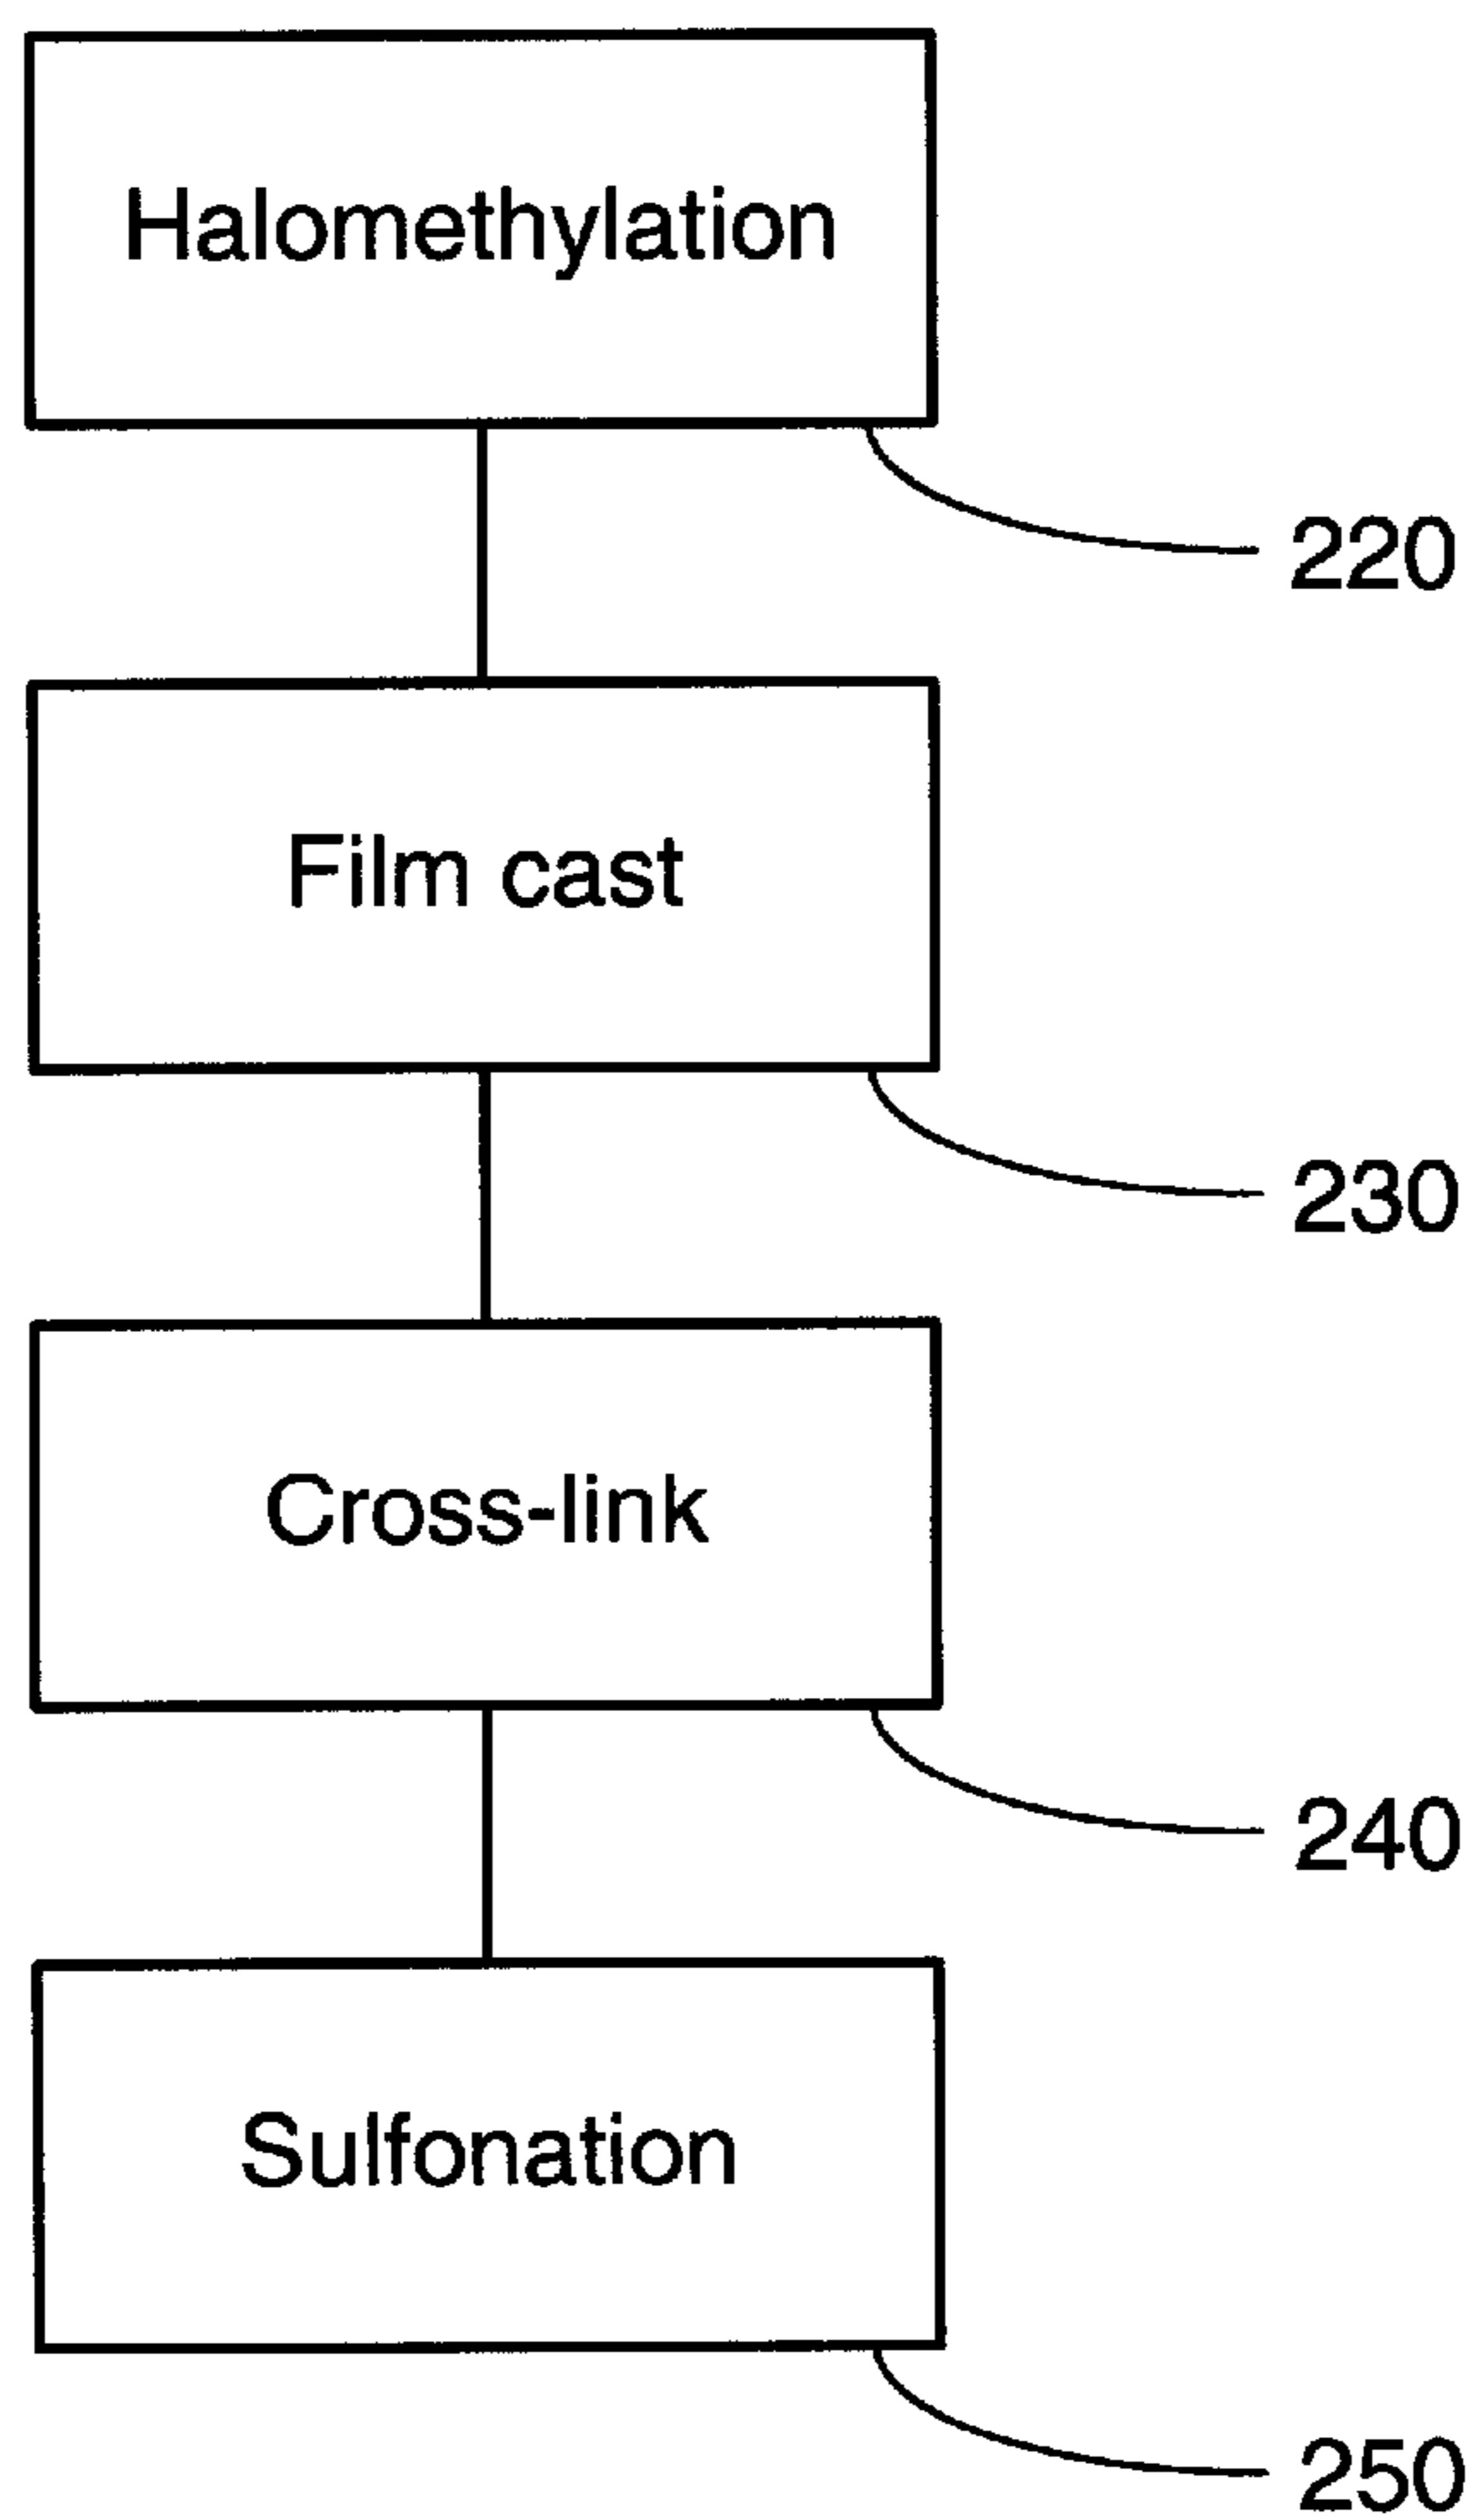 Halomethylation
220
Film cast
230
Cross-link
240
Sulfonation
250